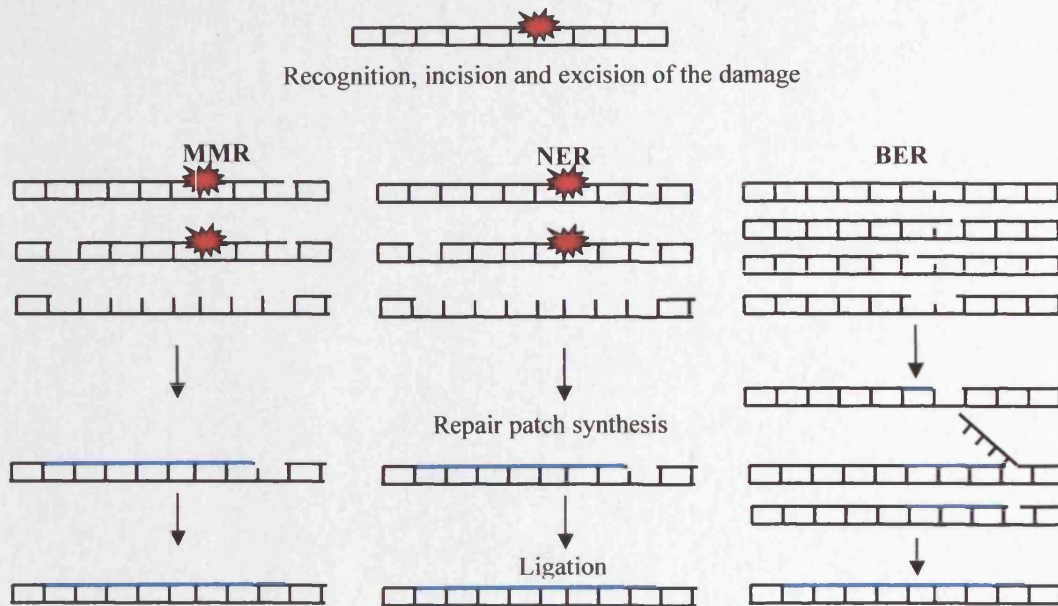 Recognition, incision and excision of the damage
MMR
NER
BER
Repair patch synthesis
Ligation